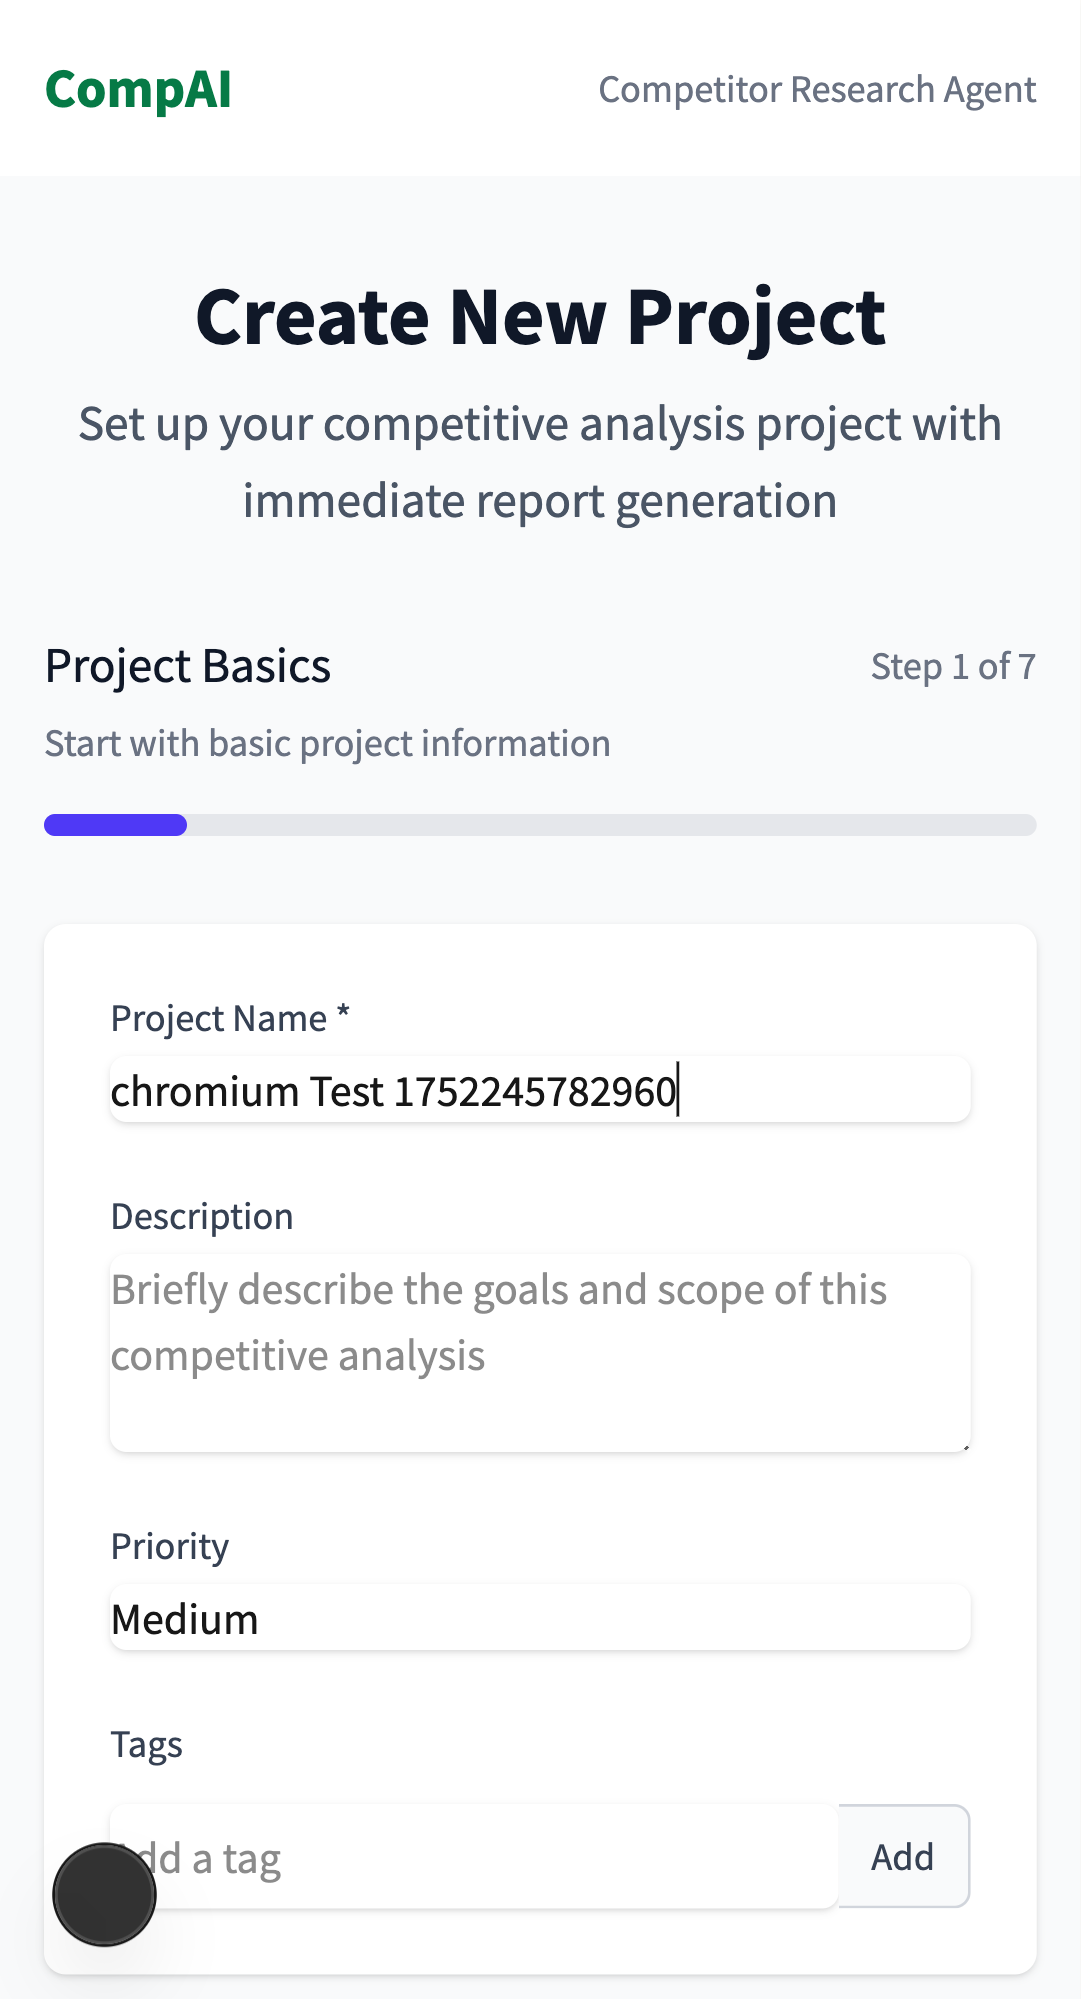 CompAI
Competitor Research Agent
Create New Project
Set up your competitive analysis project with
immediate report generation
Project Basics
Step 1 of 7
Start with basic project information
Project Name *
chromium Test 1752245782960
Description
Briefly describe the goals and scope of this
competitive analysis
Priority
Medium
Tags
a tag
Add